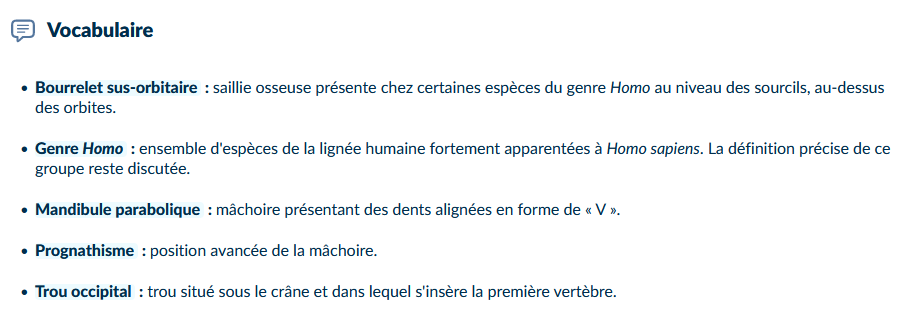 Vocabulaire
• Bourrelet sus-orbitaire : saillie osseuse présente chez certaines espèces du genre Homo au niveau des sourcils, au-dessus
des orbites.
• Genre Homo : ensemble d'espèces de la lignée humaine fortement apparentées à Homo sapiens. La définition précise de ce
groupe reste discutée.
• Mandibule parabolique : mâchoire présentant des dents alignées en forme de « V ».
• Prognathisme : position avancée de la mâchoire.
• Trou occipital : trou situé sous le crâne et dans lequel s'insère la première vertèbre.